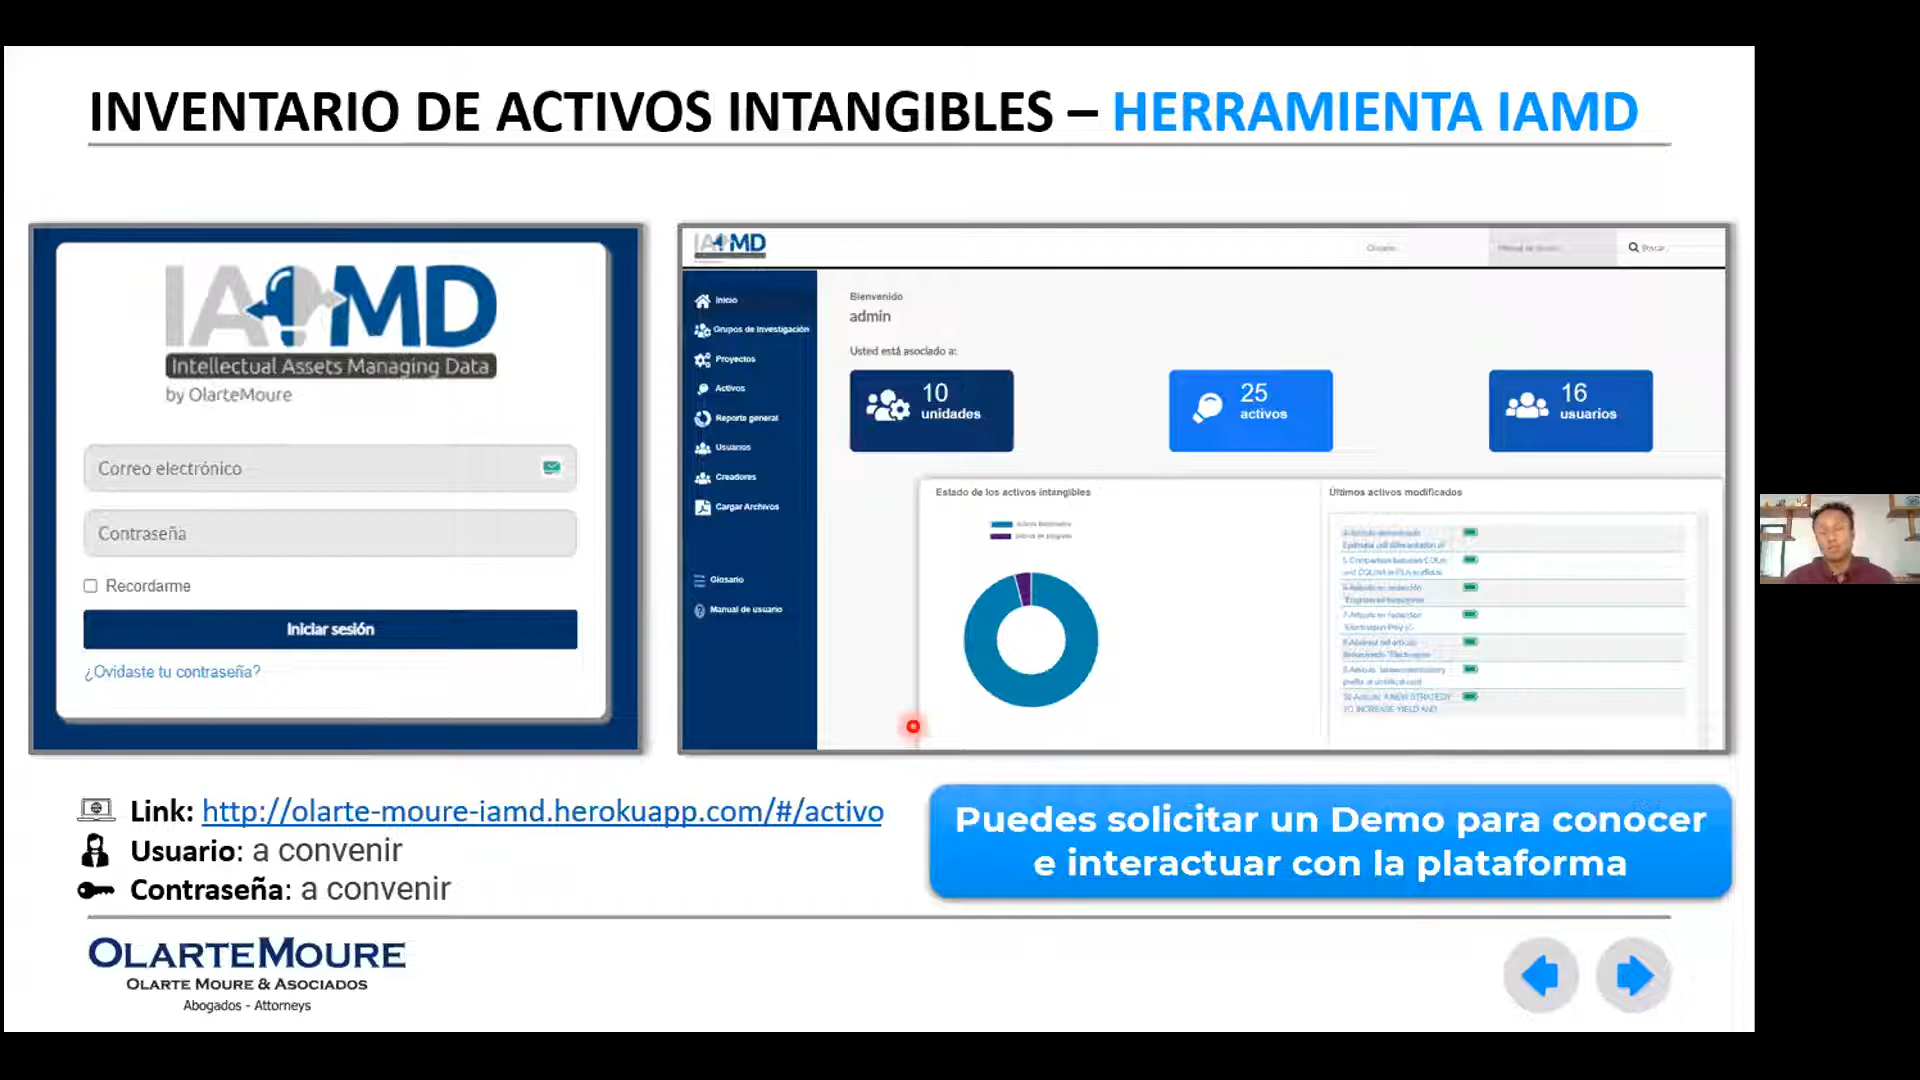 INVENTARIO DE ACTIVOS INTANGIBLES – HERRAMIENTA IAMD
IAMD
Intellectual Assets Managing Data
by OlarteMoure
Correo electrónico
Contraseña
Recordarme
Iniciar sesión
¿Ovidaste tu contraseña?
IAMD
Buscar
Inicio
Grupos de Investigación
Proyectos
Activos
Reporte general
Usuarios
Creadores
Cargar Archivos
Glosario
Manual de usuario
Bienvenido
admin
Usted está asociado a:
10
unidades
25
activos
16
usuarios
Estado de los activos intangibles
Últimos activos modificados
Link: http://olarte-moure-iamd.herokuapp.com/#/activo
Usuario: a convenir
Contraseña: a convenir
Puedes solicitar un Demo para conocer
e interactuar con la plataforma
OLARTEMOURE
OLARTE MOURE & ASOCIADOS
Abogados - Attorneys